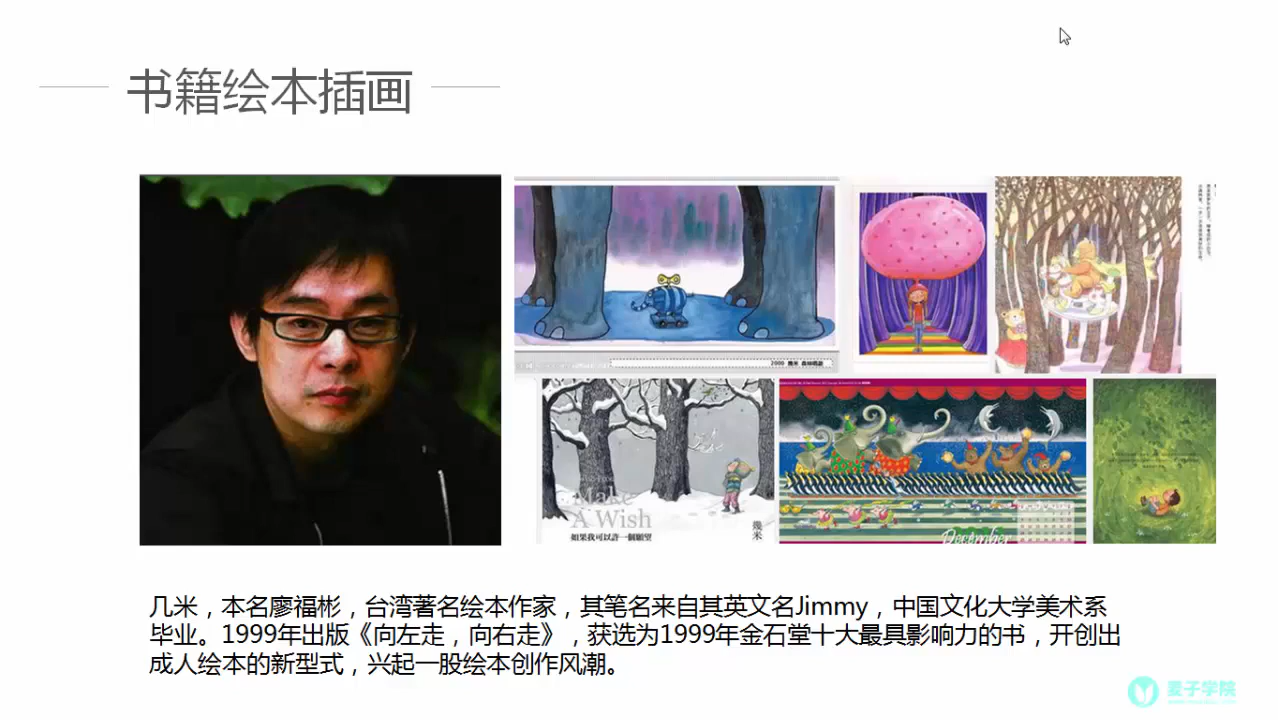 书籍绘本插画
Make
A Wish
如果我可以許一個願望
幾米
December
几米，本名廖福彬，台湾著名绘本作家，其笔名来自其英文名Jimmy，中国文化大学美术系
毕业。1999年出版《向左走，向右走》，获选为1999年金石堂十大最具影响力的书，开创出
成人绘本的新型式，兴起一股绘本创作风潮。
麦子学院